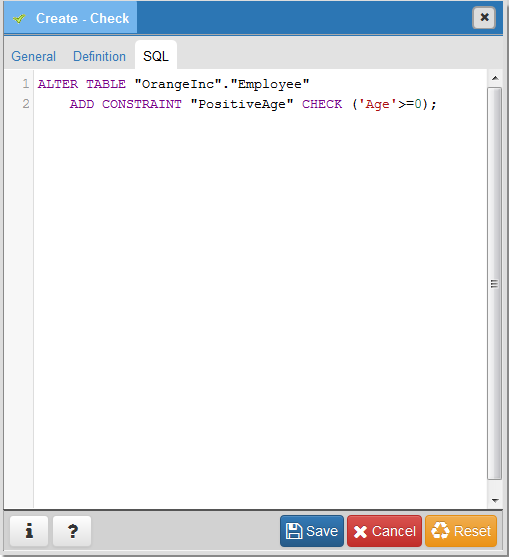 Create - Check
General Definition SQL
1 ALTER TABLE "OrangeInc"."Employee"
2 ADD CONSTRAINT "PositiveAge" CHECK ('Age'>=0);
i ? Save Cancel Reset